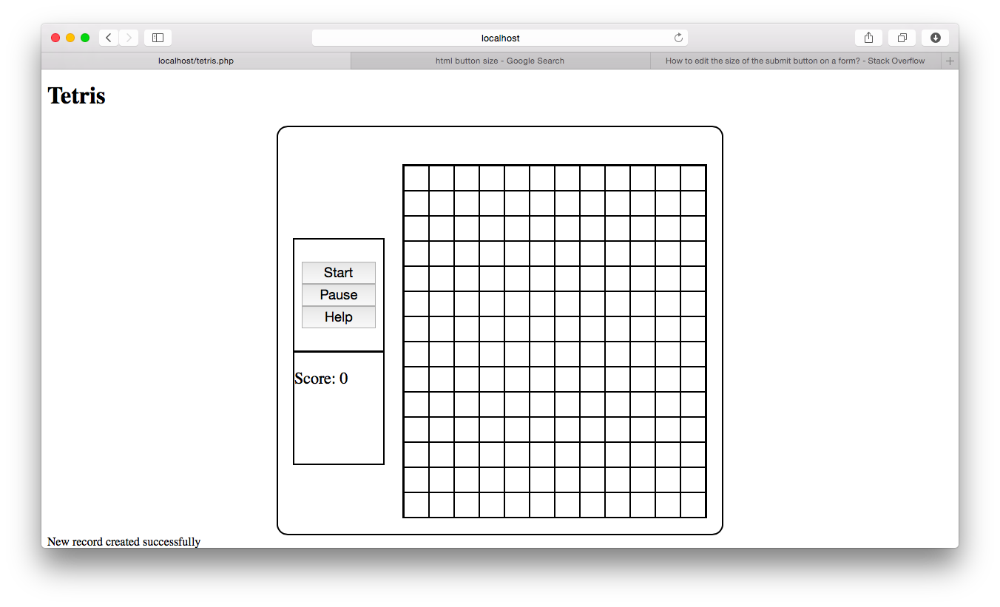 localhost
localhost/tetris.php
html button size - Google Search
How to edit the size of the submit button on a form? - Stack Overflow
Tetris
Start
Pause
Help
Score: 0
New record created successfully